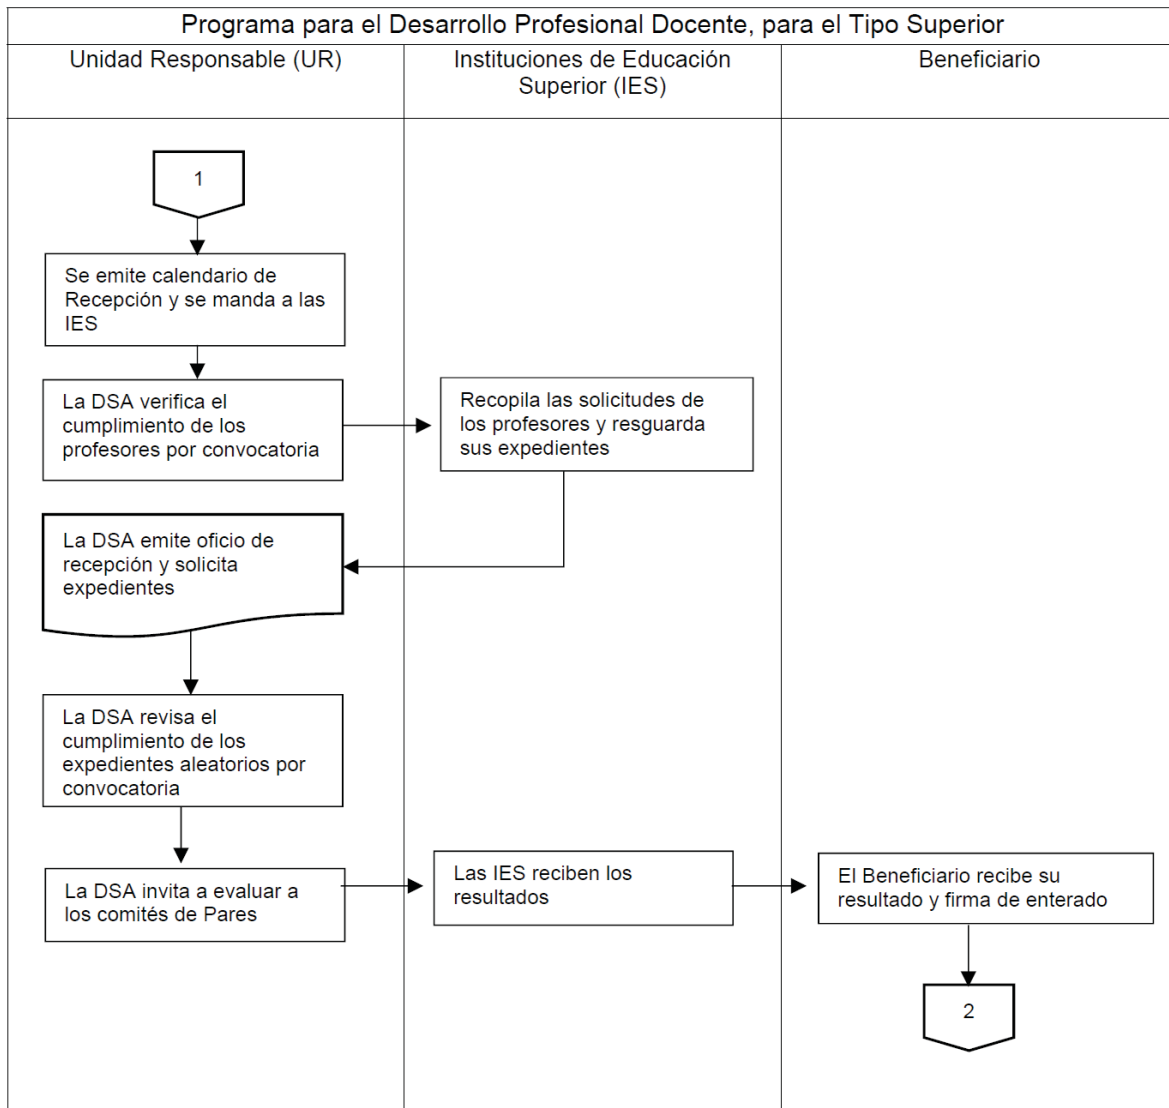 Programa para el Desarrollo Profesional Docente, para el Tipo Superior
Unidad Responsable (UR)
Instituciones de Educación
Superior (IES)
Beneficiario
1
Se emite calendario de
Recepción y se manda a las
IES
La DSA verifica el
cumplimiento de los
profesores por convocatoria
Recopila las solicitudes de
los profesores y resguarda
sus expedientes
La DSA emite oficio de
recepción y solicita
expedientes
La DSA revisa el
cumplimiento de los
expedientes aleatorios por
convocatoria
La DSA invita a evaluar a
los comités de Pares
Las IES reciben los
resultados
El Beneficiario recibe su
resultado y firma de enterado
2